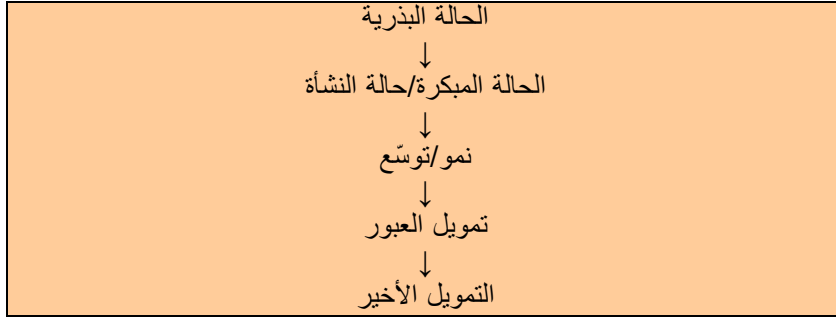 الحالة البذرية
↓
الحالة المبكرة/حالة النشأة
↓
نمو/توسّع
↓
تمويل العبور
↓
التمويل الأخير